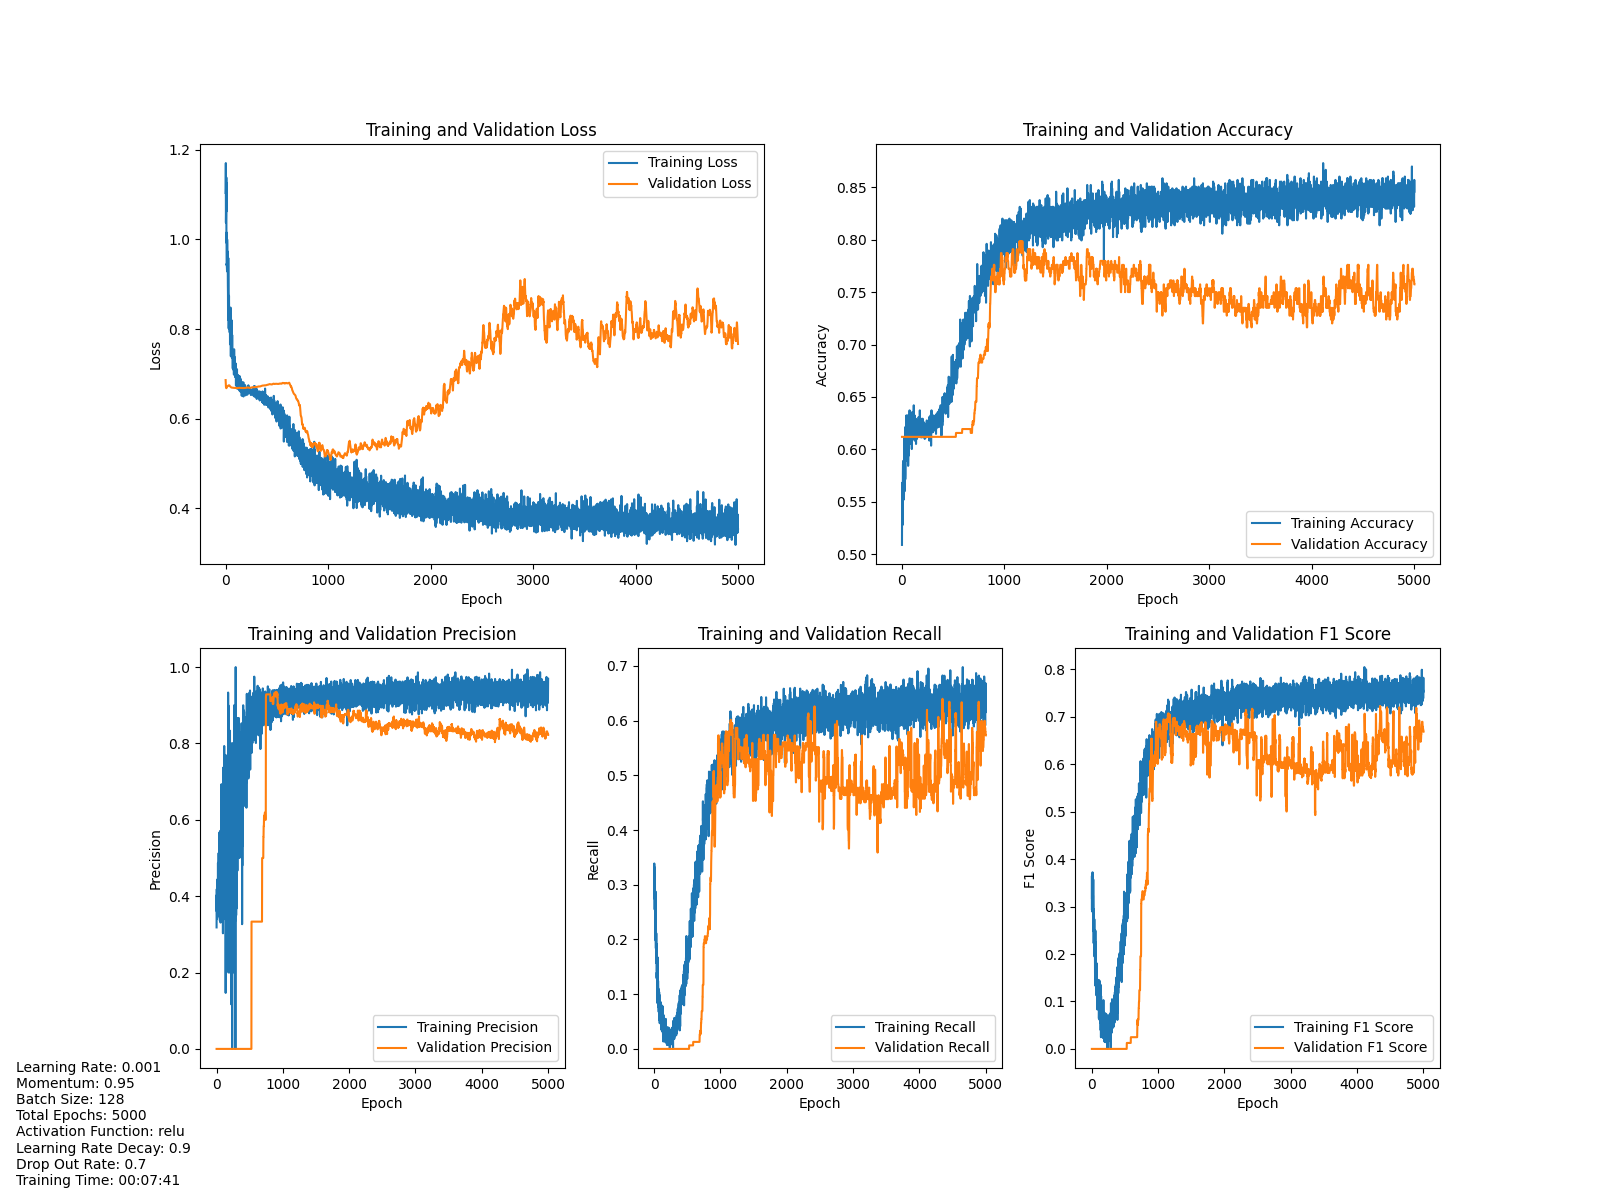 Training and Validation Loss
1.2
1.0
0.8
0.6
0.4
Loss
0
1000
2000
3000
4000
5000
Epoch
Training Loss
Validation Loss
Training and Validation Accuracy
0.85
0.80
0.75
0.70
0.65
0.60
0.55
0.50
Accuracy
0
1000
2000
3000
4000
5000
Epoch
Training Accuracy
Validation Accuracy
Training and Validation Precision
1.0
0.8
0.6
0.4
0.2
0.0
Precision
0
1000
2000
3000
4000
5000
Epoch
Training Precision
Validation Precision
Training and Validation Recall
0.7
0.6
0.5
0.4
0.3
0.2
0.1
0.0
Recall
0
1000
2000
3000
4000
5000
Epoch
Training Recall
Validation Recall
Training and Validation F1 Score
0.8
0.7
0.6
0.5
0.4
0.3
0.2
0.1
0.0
F1 Score
0
1000
2000
3000
4000
5000
Epoch
Training F1 Score
Validation F1 Score
Learning Rate: 0.001
Momentum: 0.95
Batch Size: 128
Total Epochs: 5000
Activation Function: relu
Learning Rate Decay: 0.9
Drop Out Rate: 0.7
Training Time: 00:07:41